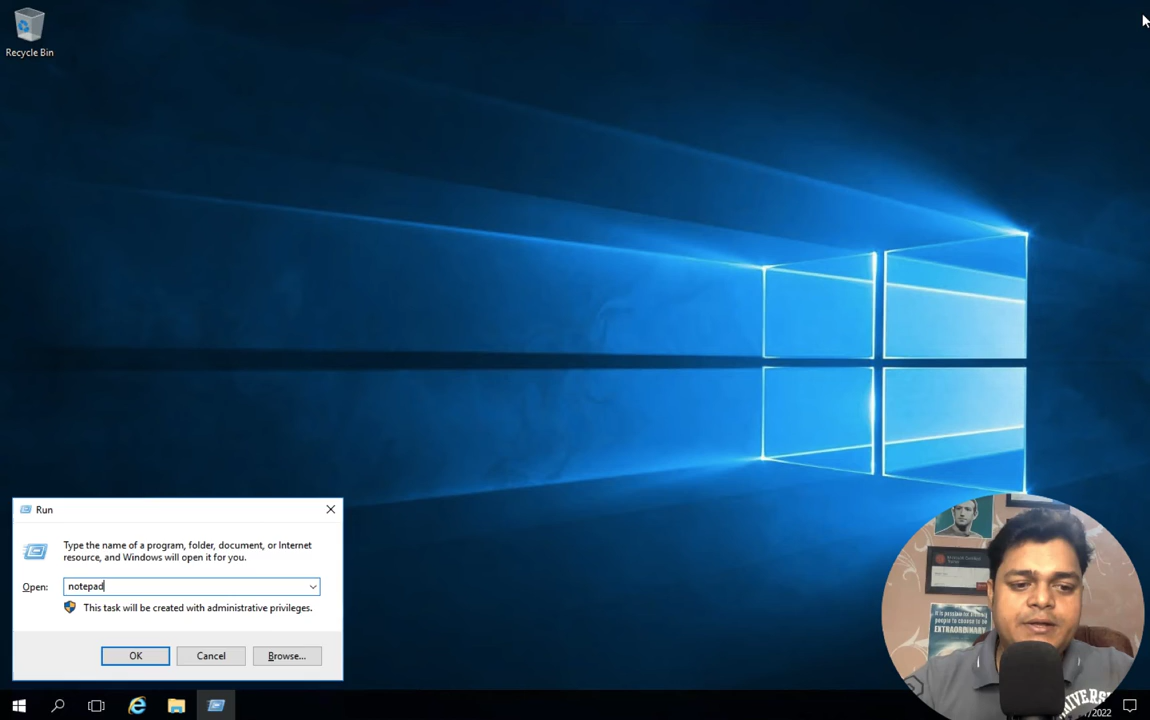 Recycle Bin
Run
Type the name of a program, folder, document, or Internet
resource, and Windows will open it for you.
Open:
notepad
This task will be created with administrative privileges.
OK
Cancel
Browse...
EXTRAORDINARY
/2022